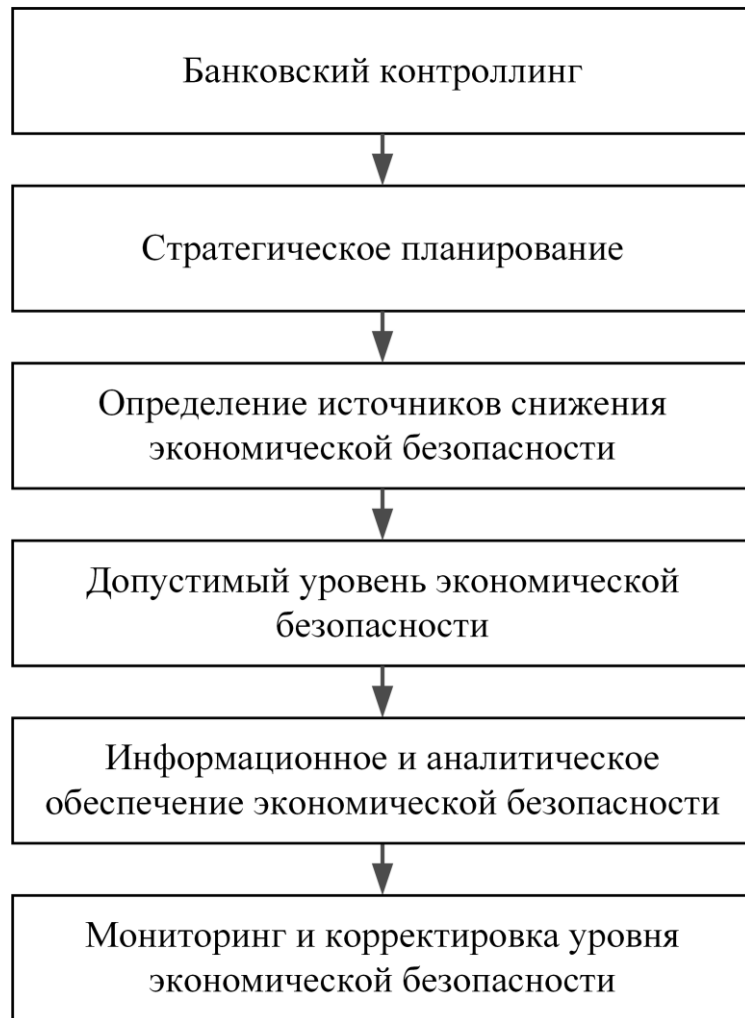 Банковский контроллинг
Стратегическое планирование
Определение источников снижения
экономической безопасности
Допустимый уровень экономической
безопасности
Информационное и аналитическое
обеспечение экономической безопасности
Мониторинг и корректировка уровня
экономической безопасности